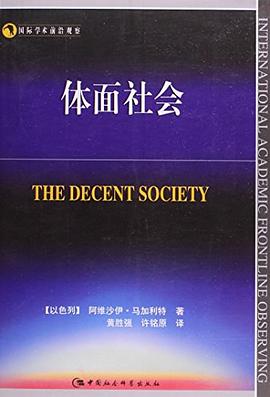 国际学术前沿观察
体面社会
THE DECENT SOCIETY
【以色列】 阿维沙伊·马加利特 著
黄胜强 许铭原 译
中国社会科学出版社
INTERNATIONAL ACADEMIC FRONTLINE OBSERVING